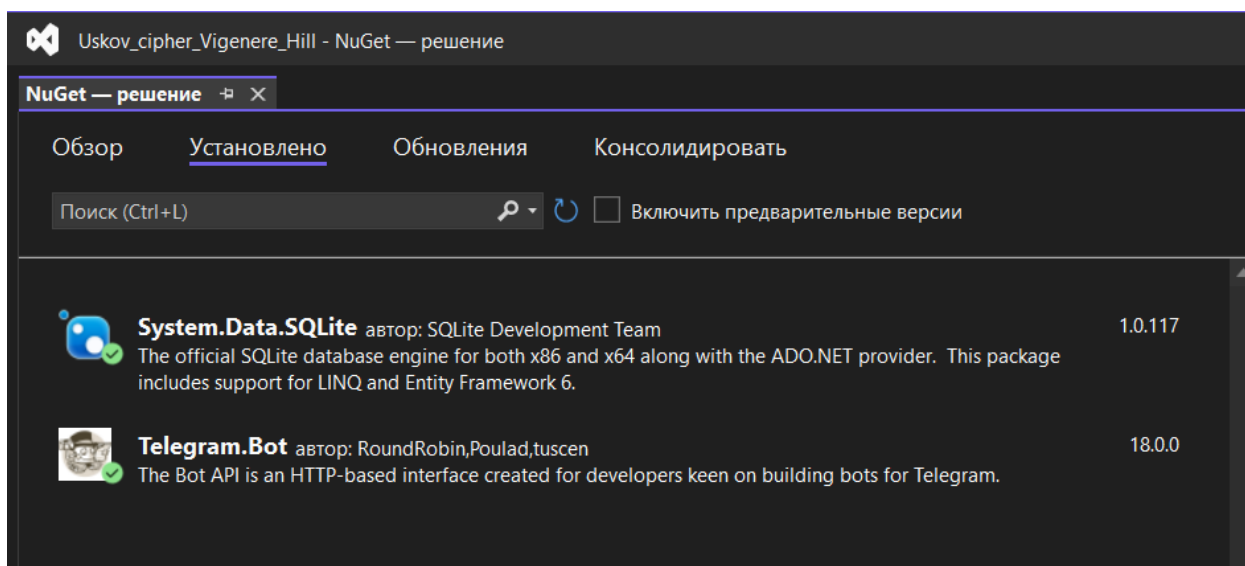 Uskov_cipher_Vigenere_Hill - NuGet — решение
NuGet — решение
Обзор Установлено Обновления Консолидировать
Поиск (Ctrl+L) Включить предварительные версии
System.Data.SQLite автор: SQLite Development Team 1.0.117
The official SQLite database engine for both x86 and x64 along with the ADO.NET provider. This package
includes support for LINQ and Entity Framework 6.
Telegram.Bot автор: RoundRobin,Poulad,tuscen 18.0.0
The Bot API is an HTTP-based interface created for developers keen on building bots for Telegram.